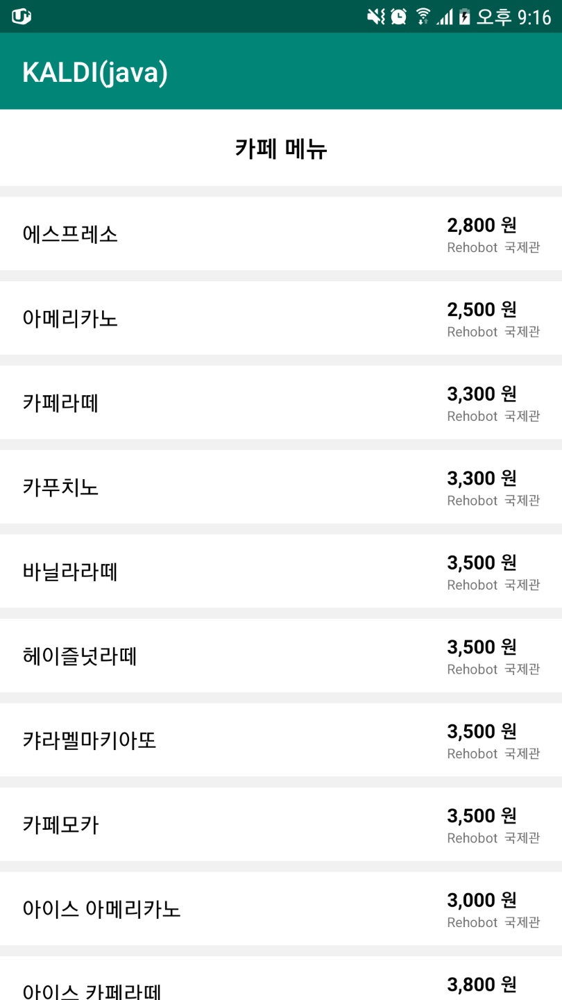 오후 9:16
KALDI(java)
카페 메뉴
에스프레소
2,800 원
Rehobot 국제관
아메리카노
2,500 원
Rehobot 국제관
카페라떼
3,300 원
Rehobot 국제관
카푸치노
3,300 원
Rehobot 국제관
바닐라라떼
3,500 원
Rehobot 국제관
헤이즐넛라떼
3,500 원
Rehobot 국제관
캬라멜마키아또
3,500 원
Rehobot 국제관
카페모카
3,500 원
Rehobot 국제관
아이스 아메리카노
3,000 원
Rehobot 국제관
아이스 카페라떼
3,800 원